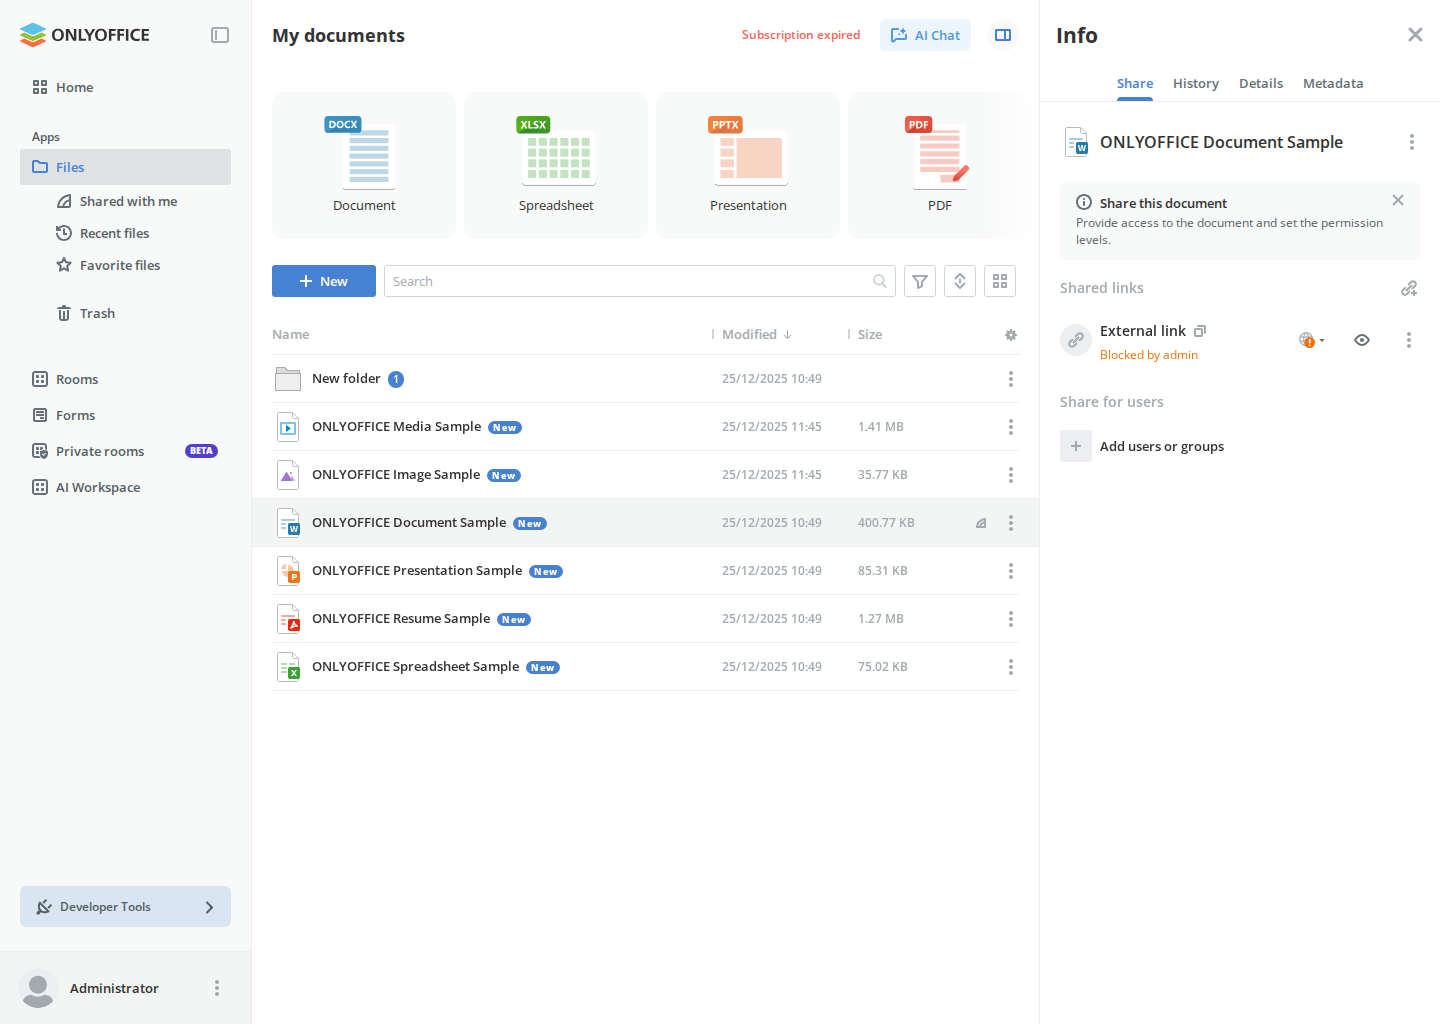 ONLYOFFICE
Home
Apps
Files
Shared with me
Recent files
Favorite files
Trash
Rooms
Forms
Private rooms BETA
AI Workspace
Developer Tools
Administrator
My documents
Subscription expired
AI Chat
DOCX
Document
XLSX
Spreadsheet
PPTX
Presentation
PDF
PDF
New
Search
Name Modified Size
New folder 1 25/12/2025 10:49
ONLYOFFICE Media Sample New 25/12/2025 11:45 1.41 MB
ONLYOFFICE Image Sample New 25/12/2025 11:45 35.77 KB
W ONLYOFFICE Document Sample New 25/12/2025 10:49 400.77 KB
P ONLYOFFICE Presentation Sample New 25/12/2025 10:49 85.31 KB
ONLYOFFICE Resume Sample New 25/12/2025 10:49 1.27 MB
X ONLYOFFICE Spreadsheet Sample New 25/12/2025 10:49 75.02 KB
Info
Share History Details Metadata
W ONLYOFFICE Document Sample
Share this document
Provide access to the document and set the permission
levels.
Shared links
External link
Blocked by admin
Share for users
Add users or groups